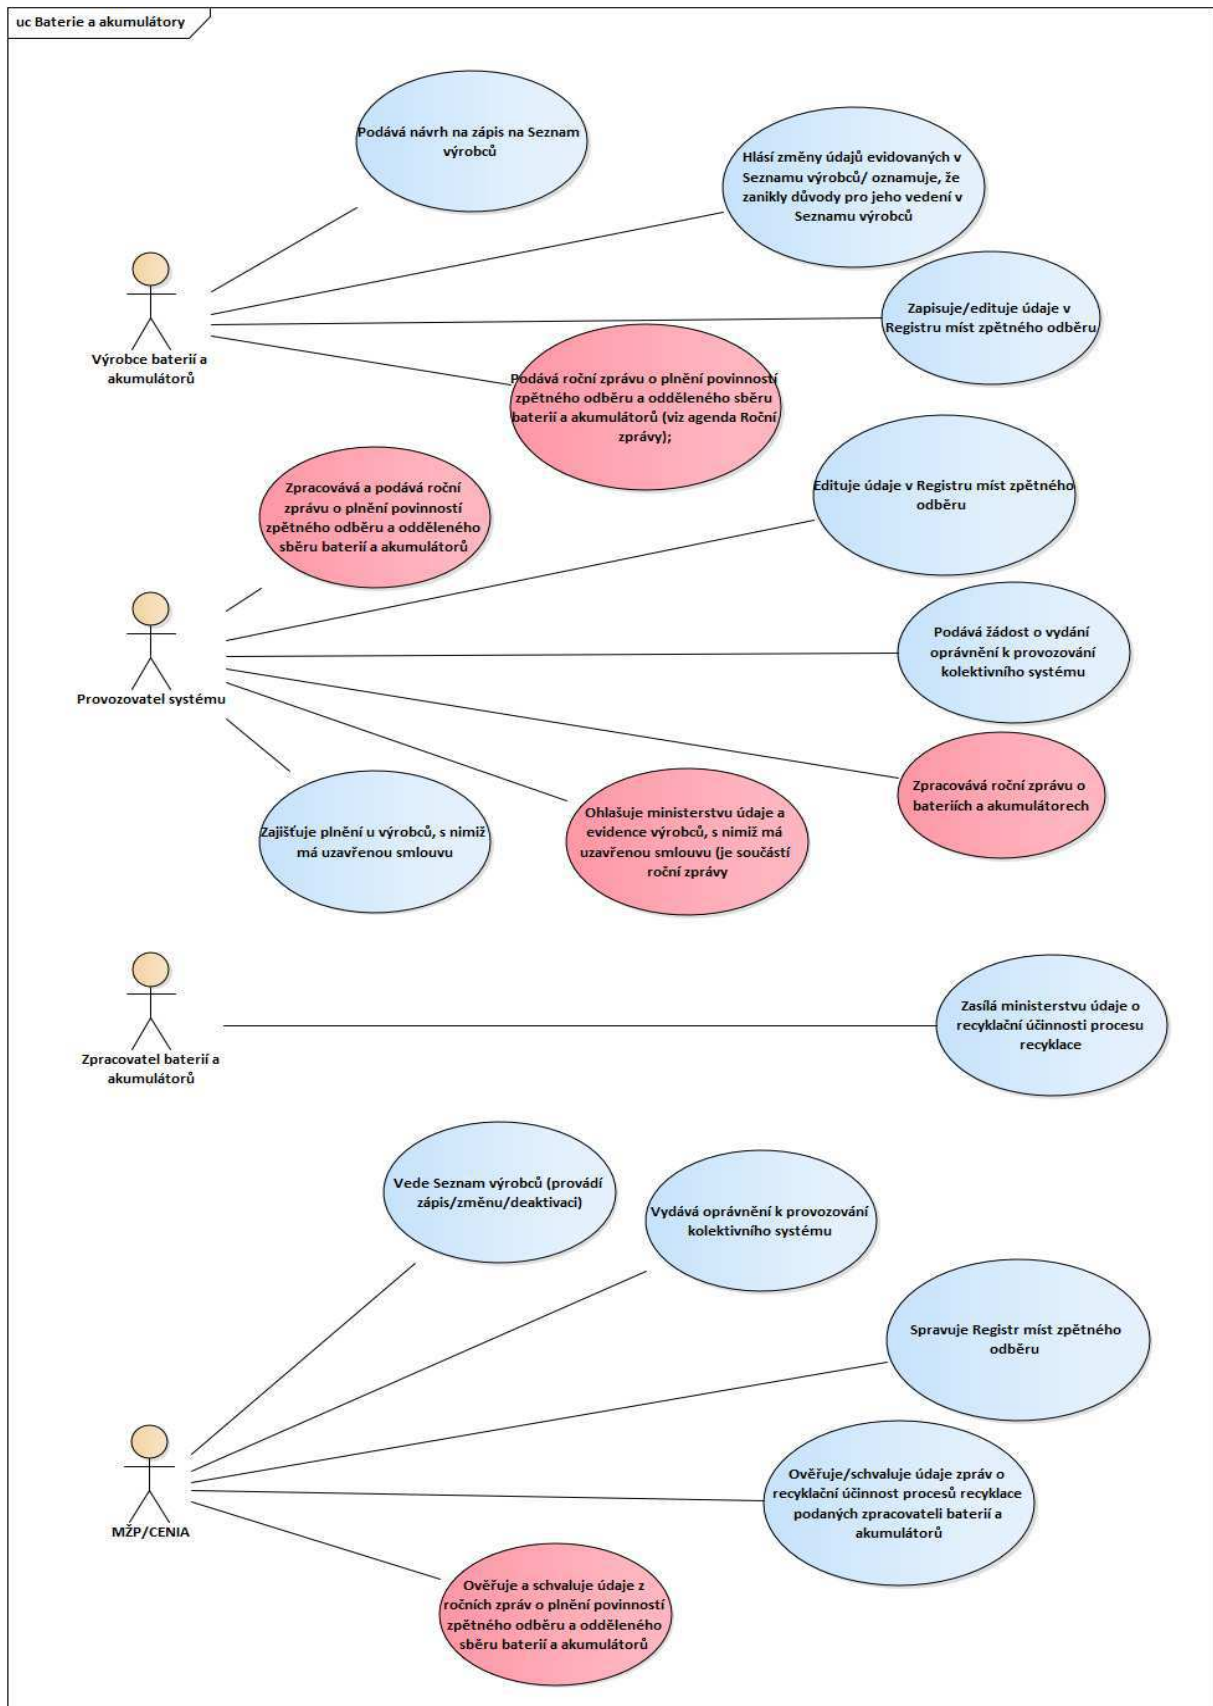 uc Baterie a akumulátory
Podává návrh na zápis na Seznam
výrobců
Hlásí změny údajů evidovaných v
Seznamu výrobců/ oznamuje, že
zanikly důvody pro jeho vedení v
Seznamu výrobců
Zapisuje/edituje údaje v
Registru míst zpětného odběru
Výrobce baterií a
akumulátorů
Podává roční zprávu o plnění povinností
zpětného odběru a odděleného sběru
baterií a akumulátorů (viz agenda Roční
zprávy);
Zpracovává a podává roční
zprávu o plnění povinností
zpětného odběru a odděleného
sběru baterií a akumulátorů
Edituje údaje v Registru míst zpětného
odběru
Podává žádost o vydání
oprávnění k provozování
kolektivního systému
Provozovatel systému
Zpracovává roční zprávu o
bateriích a akumulátorech
Zajišťuje plnění u výrobců, s nimiž
má uzavřenou smlouvu
Ohlašuje ministerstvu údaje a
evidence výrobců, s nimiž má
uzavřenou smlouvu (je součástí
roční zprávy
Zasílá ministerstvu údaje o
recyklační účinnosti procesu
recyklace
Zpracovatel baterií a
akumulátorů
Vede Seznam výrobců (provádí
zápis/změnu/deaktivaci)
Vydává oprávnění k provozování
kolektivního systému
Spravuje Registr míst zpětného
odběru
Ověřuje/schvaluje údaje zpráv o
recyklační účinnost procesů recyklace
podaných zpracovateli baterií a
akumulátorů
MŽP/CENIA
Ověřuje a schvaluje údaje z
ročních zpráv o plnění povinností
zpětného odběru a odděleného
sběru baterií a akumulátorů